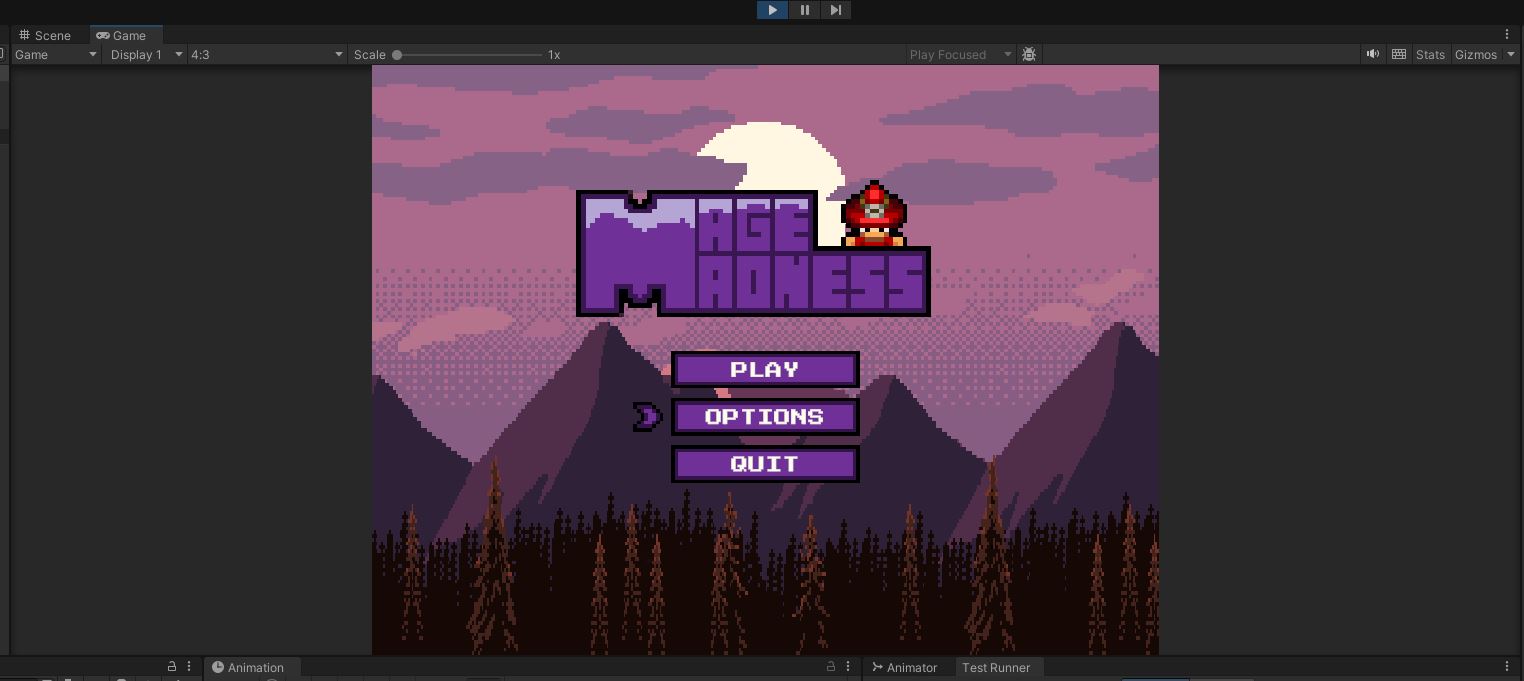 Scene Game
Game Display 1 4:3 Scale 1x Play Focused Stats Gizmos
MAGE
MADNESS
PLAY
OPTIONS
QUIT
Animation Animator Test Runner